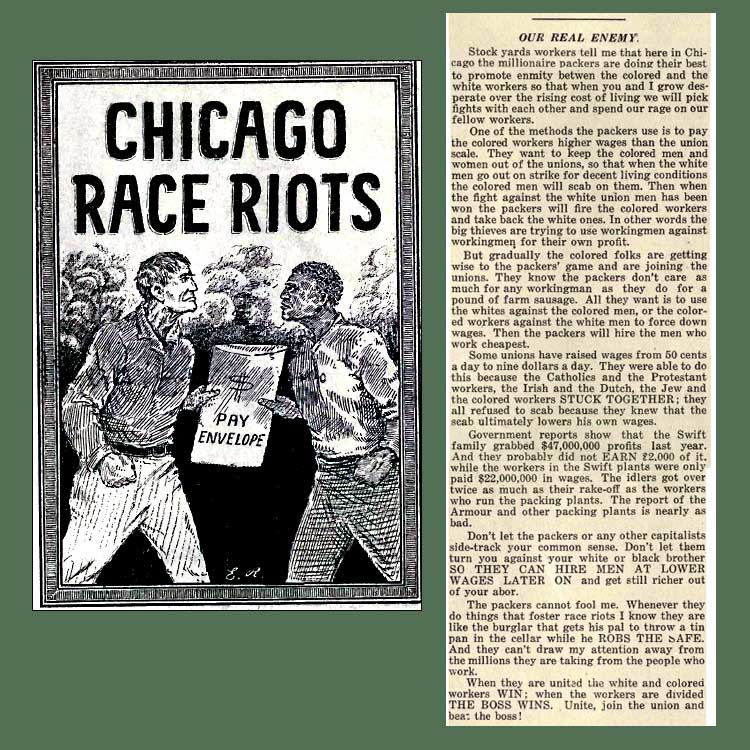 CHICAGO
RACE RIOTS
$
PAY
ENVELOPE
E. R.
OUR REAL ENEMY.
Stock yards workers tell me that here in Chi-
cago the millionaire packers are doing their best
to promote enmity betwen the colored and the
white workers so that when you and I grow des-
perate over the rising cost of living we will pick
fights with each other and spend our rage on our
fellow workers.
One of the methods the packers use is to pay
the colored workers higher wages than the union
scale. They want to keep the colored men and
women out of the unions, so that when the white
men go out on strike for decent living conditions
the colored men will scab on them. Then when
the fight against the white union men has been
won the packers will fire the colored workers
and take back the white ones. In other words the
big thieves are trying to use workingmen against
workingmen for their own profit.
But gradually the colored folks are getting
wise to the packers' game and are joining the
unions. They know the packers don't care as
much for any workingman as they do for a
pound of farm sausage. All they want is to use
the whites against the colored men, or the color-
ed workers against the white men to force down
wages. Then the packers will hire the men who
work cheapest.
Some unions have raised wages from 50 cents
a day to nine dollars a day. They were able to do
this because the Catholics and the Protestant
workers, the Irish and the Dutch, the Jew and
the colored workers STUCK TOGETHER; they
all refused to scab because they knew that the
scab ultimately lowers his own wages.
Government reports show that the Swift
family grabbed $47,000,000 profits last year.
And they probably did not EARN $2,000 of it,
while the workers in the Swift plants were only
paid $22,000,000 in wages. The idlers got over
twice as much as their rake-off as the workers
who run the packing plants. The report of the
Armour and other packing plants is nearly as
bad.
Don't let the packers or any other capitalists
side-track your common sense. Don't let them
turn you against your white or black brother
SO THEY CAN HIRE MEN AT LOWER
WAGES LATER ON and get still richer out
of your abor.
The packers cannot fool me. Whenever they
do things that foster race riots I know they are
like the burglar that gets his pal to throw a tin
pan in the cellar while he ROBS THE SAFE.
And they can't draw my attention away from
the millions they are taking from the people who
work.
When they are united the white and colored
workers WIN; when the workers are divided
THE BOSS WINS. Unite, join the union and
beat the boss!